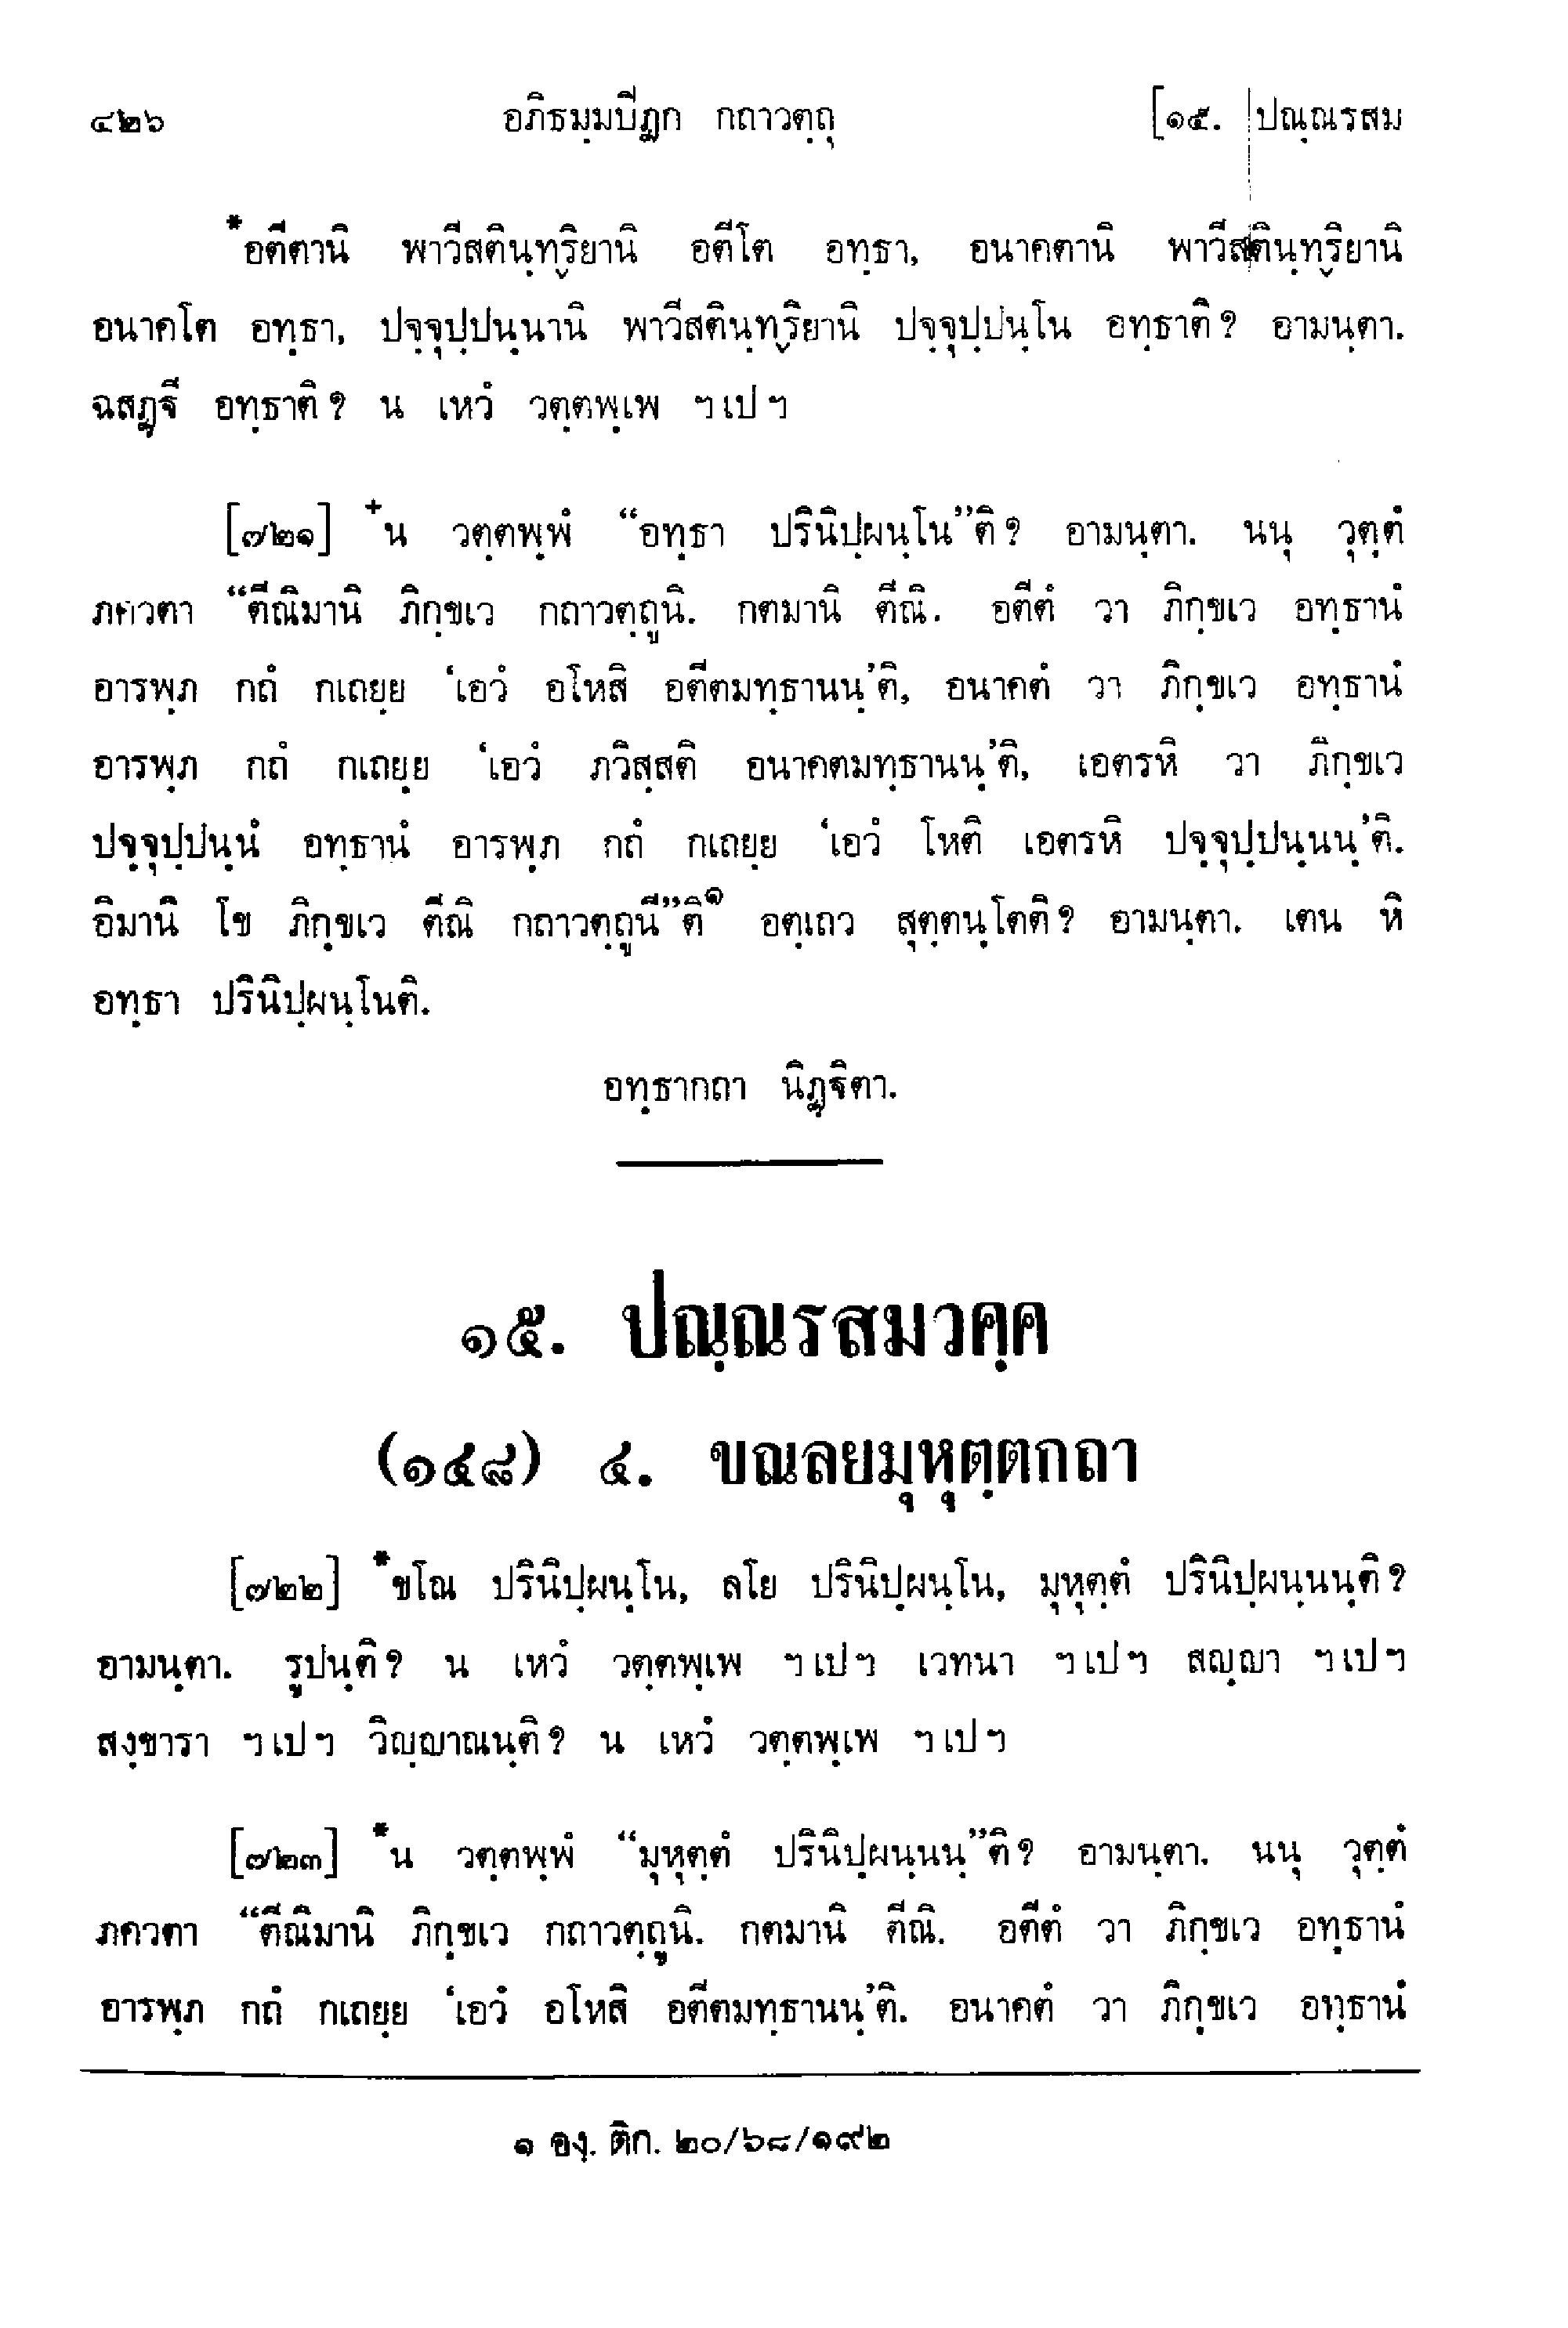 ๔๒๖ อภิธมฺมปิฏก กถาวตฺถุ [๑๕. ปณฺณรสม
*อตีตานิ พาวีสตินฺทฺริยานิ อตีโต อทฺธา, อนาคตานิ พาวีสตินฺทฺริยานิ
อนาคโต อทฺธา, ปจฺจุปฺปนฺนานิ พาวีสตินฺทฺริยานิ ปจฺจุปฺปนฺโน อทฺธาติ? อามนฺตา.
ฉสฏฺฐี อทฺธาติ? น เหวํ วตฺตพฺเพ ฯเปฯ
[๗๒๑] +น วตฺตพฺพํ “อทฺธา ปรินิปฺผนฺโน”ติ? อามนฺตา. นนุ วุตฺตํ
ภควตา “ตีณิมานิ ภิกฺขเว กถาวตฺถูนิ. กตมานิ ตีณิ. อตีตํ วา ภิกฺขเว อทฺธานํ
อารพฺภ กถํ กเถยฺย ‘เอวํ อโหสิ อตีตมทฺธานนฺ’ติ, อนาคตํ วา ภิกฺขเว อทฺธานํ
อารพฺภ กถํ กเถยฺย ‘เอวํ ภวิสฺสติ อนาคตมทฺธานนฺ’ติ, เอตรหิ วา ภิกฺขเว
ปจฺจุปฺปนฺนํ อทฺธานํ อารพฺภ กถํ กเถยฺย ‘เอวํ โหติ เอตรหิ ปจฺจุปฺปนฺนนฺ’ติ.
อิมานิ โข ภิกฺขเว ตีณิ กถาวตฺถูนี”ติ๑ อตฺเถว สุตฺตนฺโตติ? อามนฺตา. เตน หิ
อทฺธา ปรินิปฺผนฺโนติ.
อทฺธากถา นิฏฺฐิตา.
๑๕. ปณฺณรสมวคฺค
(๑๔๘) ๔. ขณลยมุหุตฺตกถา
[๗๒๒] *ขโณ ปรินิปฺผนฺโน, ลโย ปรินิปฺผนฺโน, มุหุตฺตํ ปรินิปฺผนฺนนฺติ?
อามนฺตา. รูปนฺติ? น เหวํ วตฺตพฺเพ ฯเปฯ เวทนา ฯเปฯ สญฺญา ฯเปฯ
สงฺขารา ฯเปฯ วิญฺญาณนฺติ? น เหวํ วตฺตพฺเพ ฯเปฯ
[๗๒๓] *น วตฺตพฺพํ “มุหุตฺตํ ปรินิปฺผนฺนนฺ”ติ? อามนฺตา. นนุ วุตฺตํ
ภควตา “ตีณิมานิ ภิกฺขเว กถาวตฺถูนิ. กตมานิ ตีณิ. อตีตํ วา ภิกฺขเว อทฺธานํ
อารพฺภ กถํ กเถยฺย ‘เอวํ อโหสิ อตีตมทฺธานนฺ’ติ. อนาคตํ วา ภิกฺขเว อทฺธานํ
๑ องฺ. ติก. ๒๐/๖๘/๑๙๒